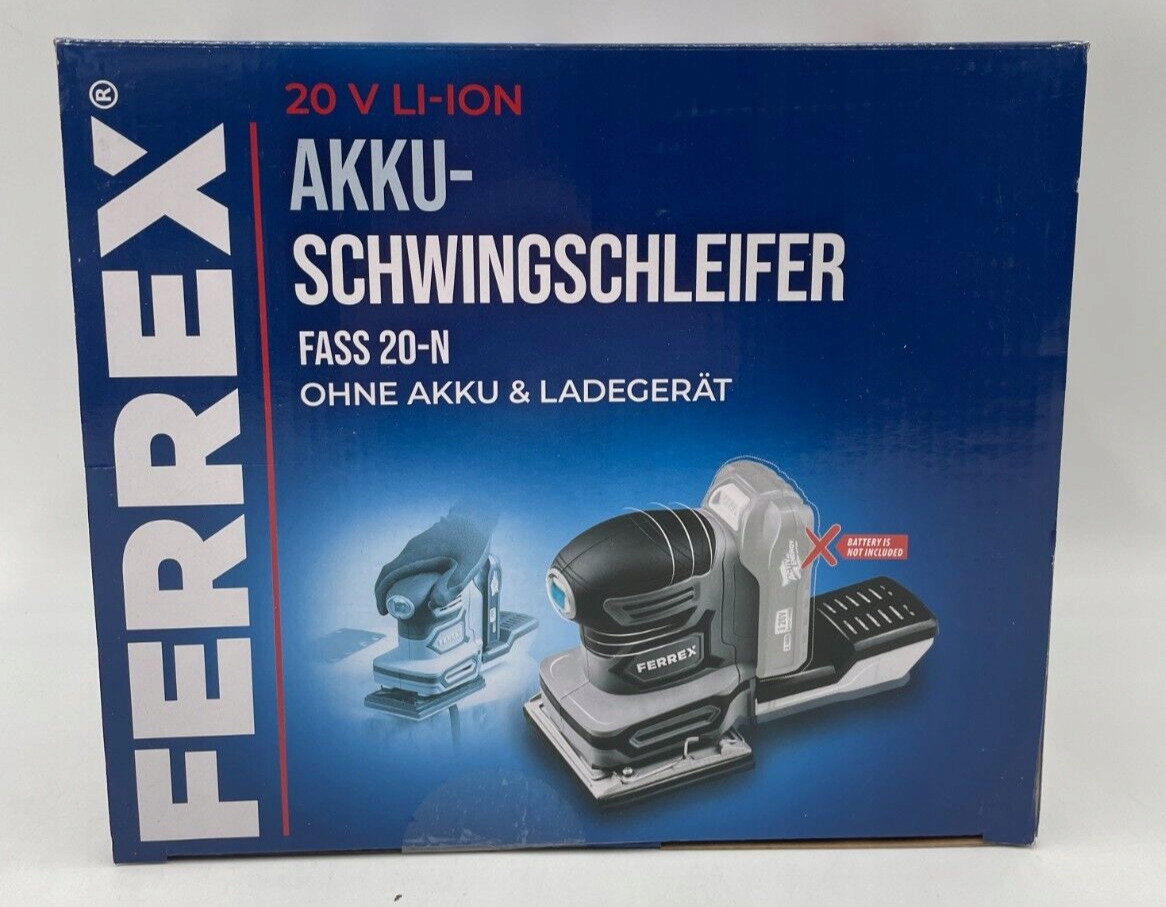 FERREX®
20 V LI-ION
AKKU-
SCHWINGSCHLEIFER
FASS 20-N
OHNE AKKU & LADEGERÄT
BATTERY IS
NOT INCLUDED
FERREX